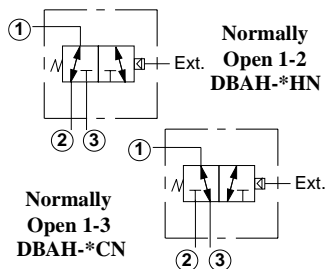 1
Normally
Open 1-2
DBAH-*HN
Ext.
2 3
1
Normally
Open 1-3
DBAH-*CN
Ext.
2 3